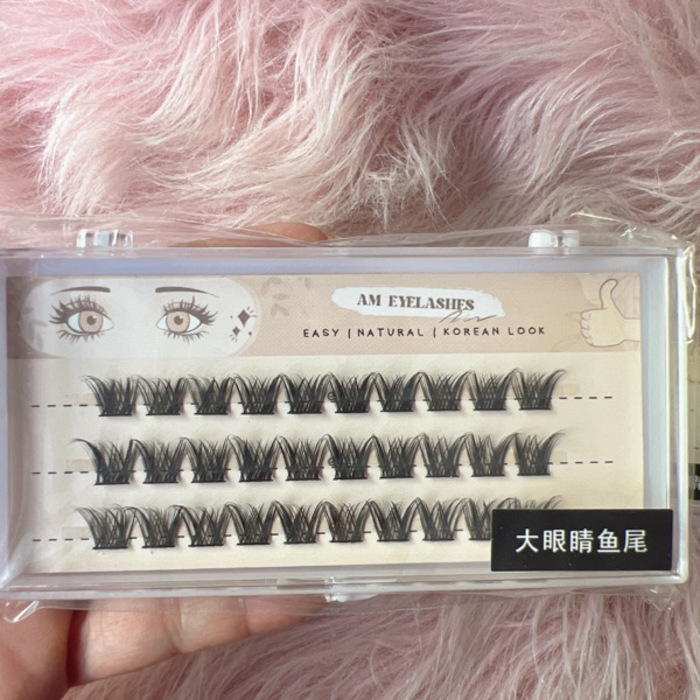 AM EYELASHES
EASY | NATURAL | KOREAN LOOK
大眼睛鱼尾